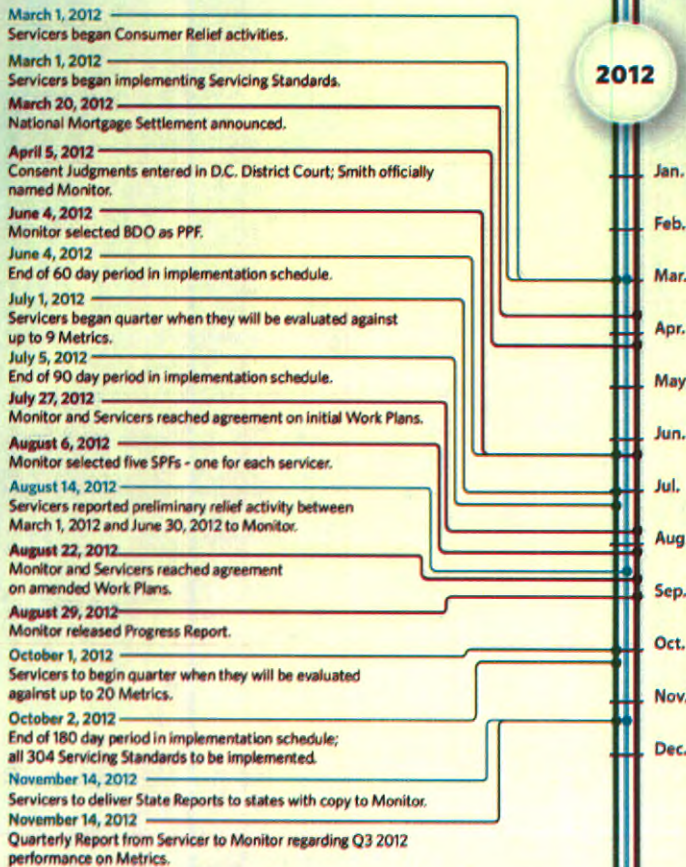 March 1, 2012
Servicers began Consumer Relief activities.
March 1, 2012
Servicers began implementing Servicing Standards.
March 20, 2012
National Mortgage Settlement announced.
April 5, 2012
Consent Judgments entered in D.C. District Court; Smith officially
named Monitor.
June 4, 2012
Monitor selected BDO as PPF.
June 4, 2012
End of 60 day period in implementation schedule.
July 1, 2012
Servicers began quarter when they will be evaluated against
up to 9 Metrics.
July 5, 2012
End of 90 day period in implementation schedule.
July 27, 2012
Monitor and Servicers reached agreement on initial Work Plans.
August 6, 2012
Monitor selected five SPFs - one for each servicer.
August 14, 2012
Servicers reported preliminary relief activity between
March 1, 2012 and June 30, 2012 to Monitor.
August 22, 2012
Monitor and Servicers reached agreement
on amended Work Plans.
August 29, 2012
Monitor released Progress Report.
October 1, 2012
Servicers to begin quarter when they will be evaluated
against up to 20 Metrics.
October 2, 2012
End of 180 day period in implementation schedule;
all 304 Servicing Standards to be implemented.
November 14, 2012
Servicers to deliver State Reports to states with copy to Monitor.
November 14, 2012
Quarterly Report from Servicer to Monitor regarding Q3 2012
performance on Metrics.
2012
Jan.
Feb.
Mar.
Apr.
May
Jun.
Jul.
Aug
Sep.
Oct.
Nov.
Dec.